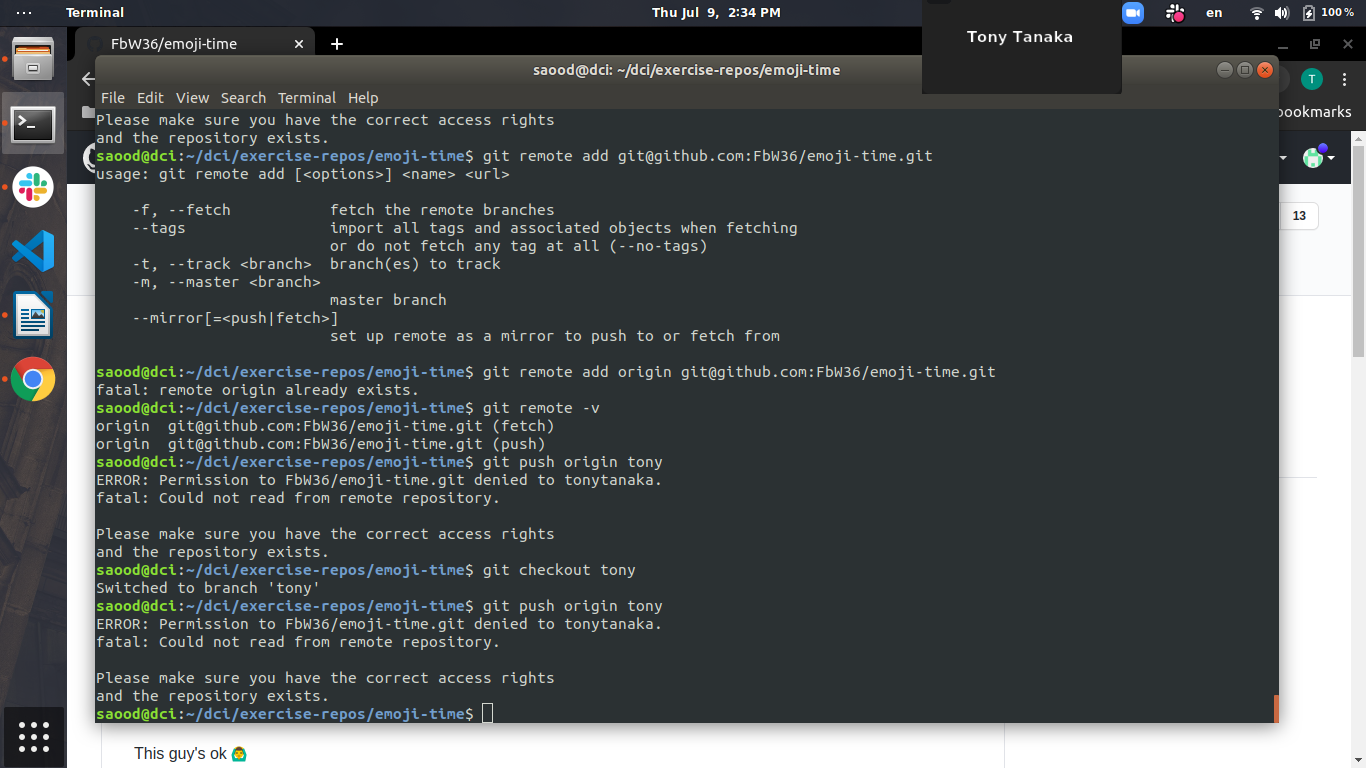 Terminal
Thu Jul 9, 2:34 PM
en
100 %
Tony Tanaka
FbW36/emoji-time
saood@dci: ~/dci/exercise-repos/emoji-time
T
File Edit View Search Terminal Help
bookmarks
Please make sure you have the correct access rights
and the repository exists.
saood@dci:~/dci/exercise-repos/emoji-time$ git remote add git@github.com:FbW36/emoji-time.git
usage: git remote add [<options>] <name> <url>
-f, --fetch fetch the remote branches
--tags import all tags and associated objects when fetching
or do not fetch any tag at all (--no-tags)
-t, --track <branch> branch(es) to track
-m, --master <branch>
master branch
--mirror[=<push|fetch>]
set up remote as a mirror to push to or fetch from
13
saood@dci:~/dci/exercise-repos/emoji-time$ git remote add origin git@github.com:FbW36/emoji-time.git
fatal: remote origin already exists.
saood@dci:~/dci/exercise-repos/emoji-time$ git remote -v
origin git@github.com:FbW36/emoji-time.git (fetch)
origin git@github.com:FbW36/emoji-time.git (push)
saood@dci:~/dci/exercise-repos/emoji-time$ git push origin tony
ERROR: Permission to FbW36/emoji-time.git denied to tonytanaka.
fatal: Could not read from remote repository.
Please make sure you have the correct access rights
and the repository exists.
saood@dci:~/dci/exercise-repos/emoji-time$ git checkout tony
Switched to branch 'tony'
saood@dci:~/dci/exercise-repos/emoji-time$ git push origin tony
ERROR: Permission to FbW36/emoji-time.git denied to tonytanaka.
fatal: Could not read from remote repository.
Please make sure you have the correct access rights
and the repository exists.
saood@dci:~/dci/exercise-repos/emoji-time$
This guy's ok 🙆‍♂️